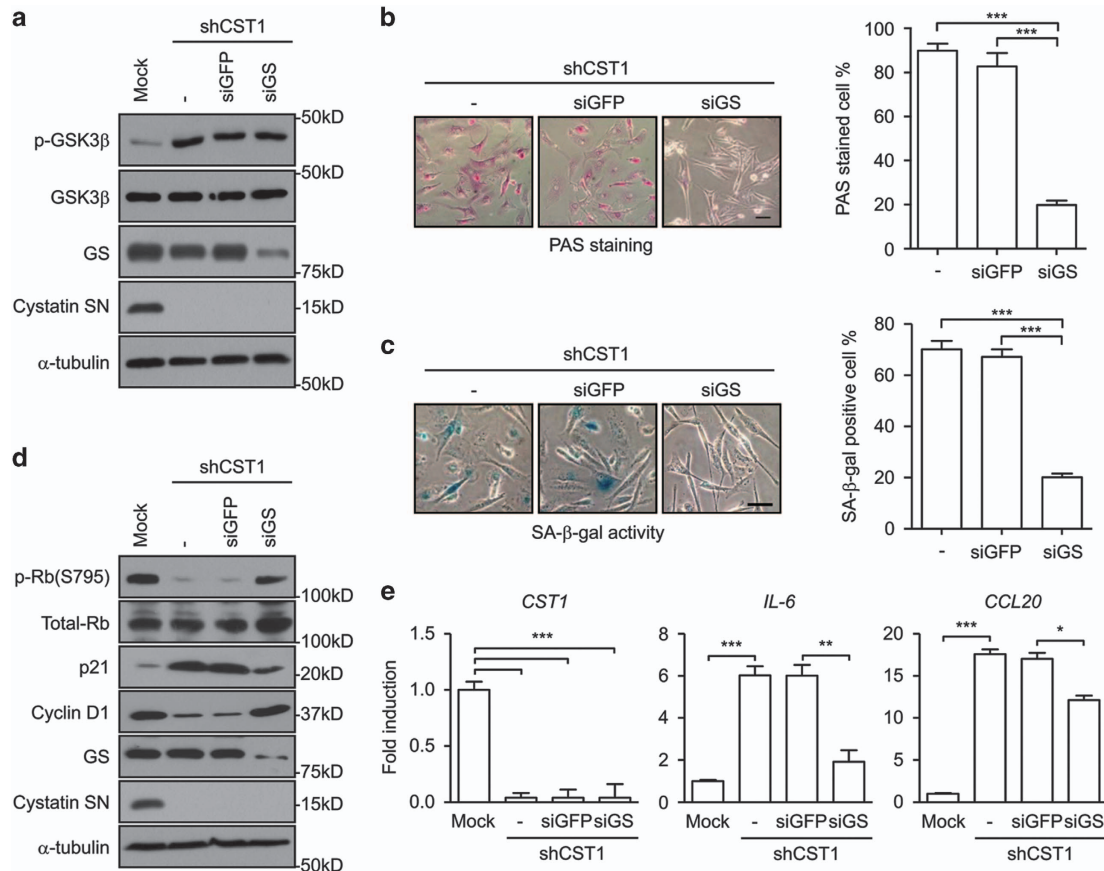 a
shCST1
Mock
-
siGFP
siGS
p-GSK3β
-50kD
GSK3β
-50kD
GS
-75kD
Cystatin SN
-15kD
α-tubulin
-50kD
b
shCST1
- siGFP siGS
PAS staining
PAS stained cell %
100
80
60
40
20
0
***
***
- siGFP siGS
c
shCST1
- siGFP siGS
SA-β-gal activity
SA-β-gal positive cell %
80
60
40
20
0
***
***
- siGFP siGS
d
shCST1
Mock
-
siGFP
siGS
p-Rb(S795)
-100kD
Total-Rb
-100kD
p21
-20kD
Cyclin D1
-37kD
GS
-75kD
Cystatin SN
-15kD
α-tubulin
-50kD
e
CST1
Fold induction
1.5
1.0
0.5
0.0
***
Mock - siGFP siGS
shCST1
IL-6
8
6
4
2
0
***
**
Mock - siGFP siGS
shCST1
CCL20
20
15
10
5
0
***
*
Mock - siGFP siGS
shCST1